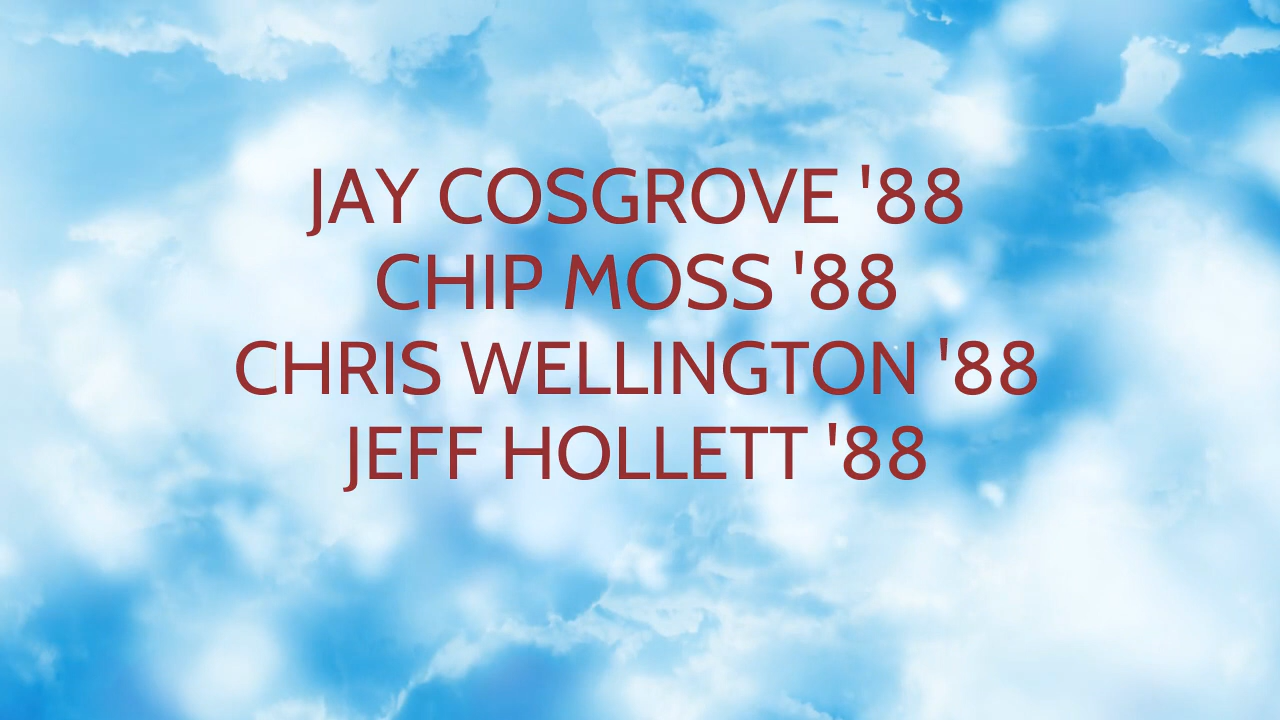 JAY COSGROVE '88
CHIP MOSS '88
CHRIS WELLINGTON '88
JEFF HOLLETT '88